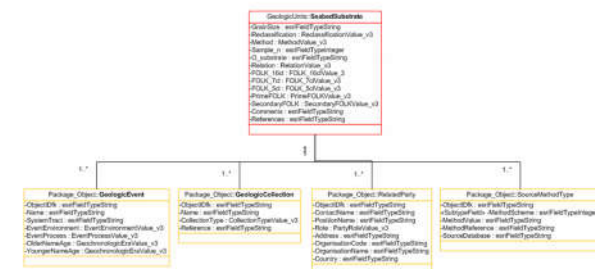 GeologicUnits::SeabedSubstrate
-GrainSize : esriFieldTypeString
-Reclassification : ReclassificationValue_v3
-Method : MethodValue_v3
-Sample_n : esriFieldTypeInteger
-O_substrate : esriFieldTypeString
-Relation : RelationValue_v3
-FOLK_16cl : FOLK_16clValue_3
-FOLK_7cl : FOLK_7clValue_v3
-FOLK_5cl : FOLK_5clValue_v3
-PrimeFOLK : PrimeFOLKValue_v3
-SecondaryFOLK : SecondaryFOLKValue_v3
-Comments : esriFieldTypeString
-References : esriFieldTypeString
1..*
1..*
1..*
1..*
Package_Object::GeologicEvent
-ObjectIDfk : esriFieldTypeString
-Name : esriFieldTypeString
-SystemTract : esriFieldTypeString
-EventEnvironment : EventEnvironmentValue_v3
-EventProcess : EventProcessValue_v3
-OlderNameAge : GeochronologicEraValue_v3
-YoungerNameAge : GeochronologicEraValue_v3
Package_Object::GeologicCollection
-ObjectIDfk : esriFieldTypeString
-Name : esriFieldTypeString
-CollectionType : CollectionTypeValue_v3
-Reference : esriFieldTypeString
Package_Object::RelatedParty
-ObjectIDfk : esriFieldTypeString
-ContactName : esriFieldTypeString
-PositionName : esriFieldTypeString
-Role : PartyRoleValue_v3
-Address : esriFieldTypeString
-OrganisationCode : esriFieldTypeString
-OrganisationName : esriFieldTypeString
-Country : esriFieldTypeString
Package_Object::SourceMethodType
-ObjectIDfk : esriFieldTypeString
-«SubtypeField» -MethodScheme : esriFieldTypeInteger
-MethodValue : esriFieldTypeString
-MethodReference : esriFieldTypeString
-SourceDatabase : esriFieldTypeString